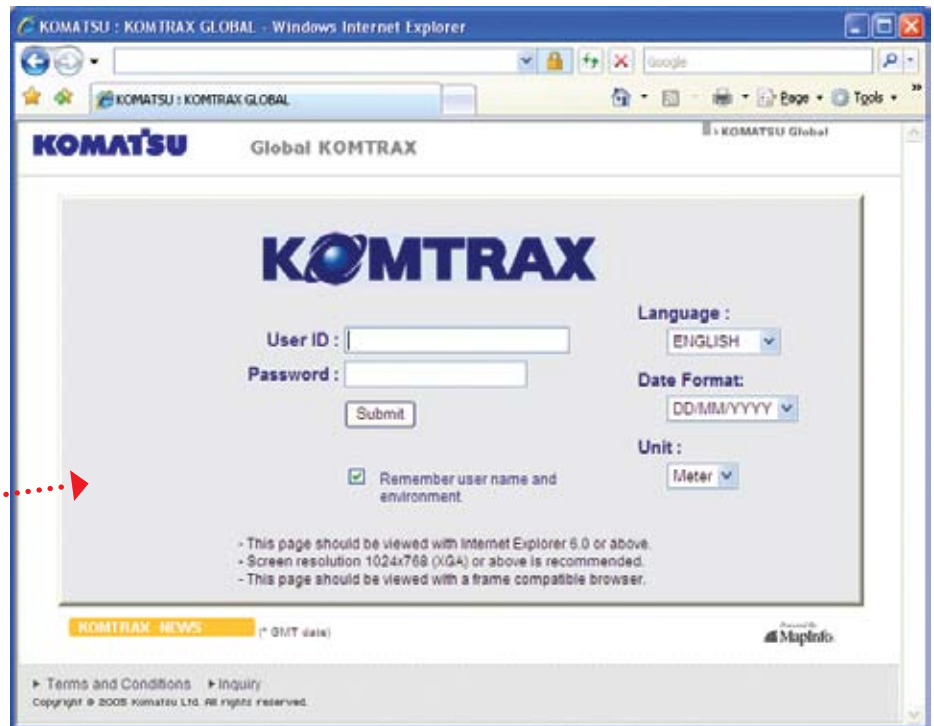 KOMATSU : KOMTRAX GLOBAL - Windows Internet Explorer
Google
KOMATSU : KOMTRAX GLOBAL
Page Tools
KOMATSU Global KOMTRAX
KOMATSU Global
KOMTRAX
Language :
User ID :
ENGLISH
Password :
Date Format:
Submit
DD/MM/YYYY
Unit :
Meter
Remember user name and
environment
- This page should be viewed with Internet Explorer 6.0 or above.
- Screen resolution 1024x768 (XGA) or above is recommended.
- This page should be viewed with a frame compatible browser.
KOMTRAX NEWS (* GMT date)
Powered By
MapInfo
Terms and Conditions Inquiry
Copyright © 2005 Komatsu Ltd. All rights reserved.